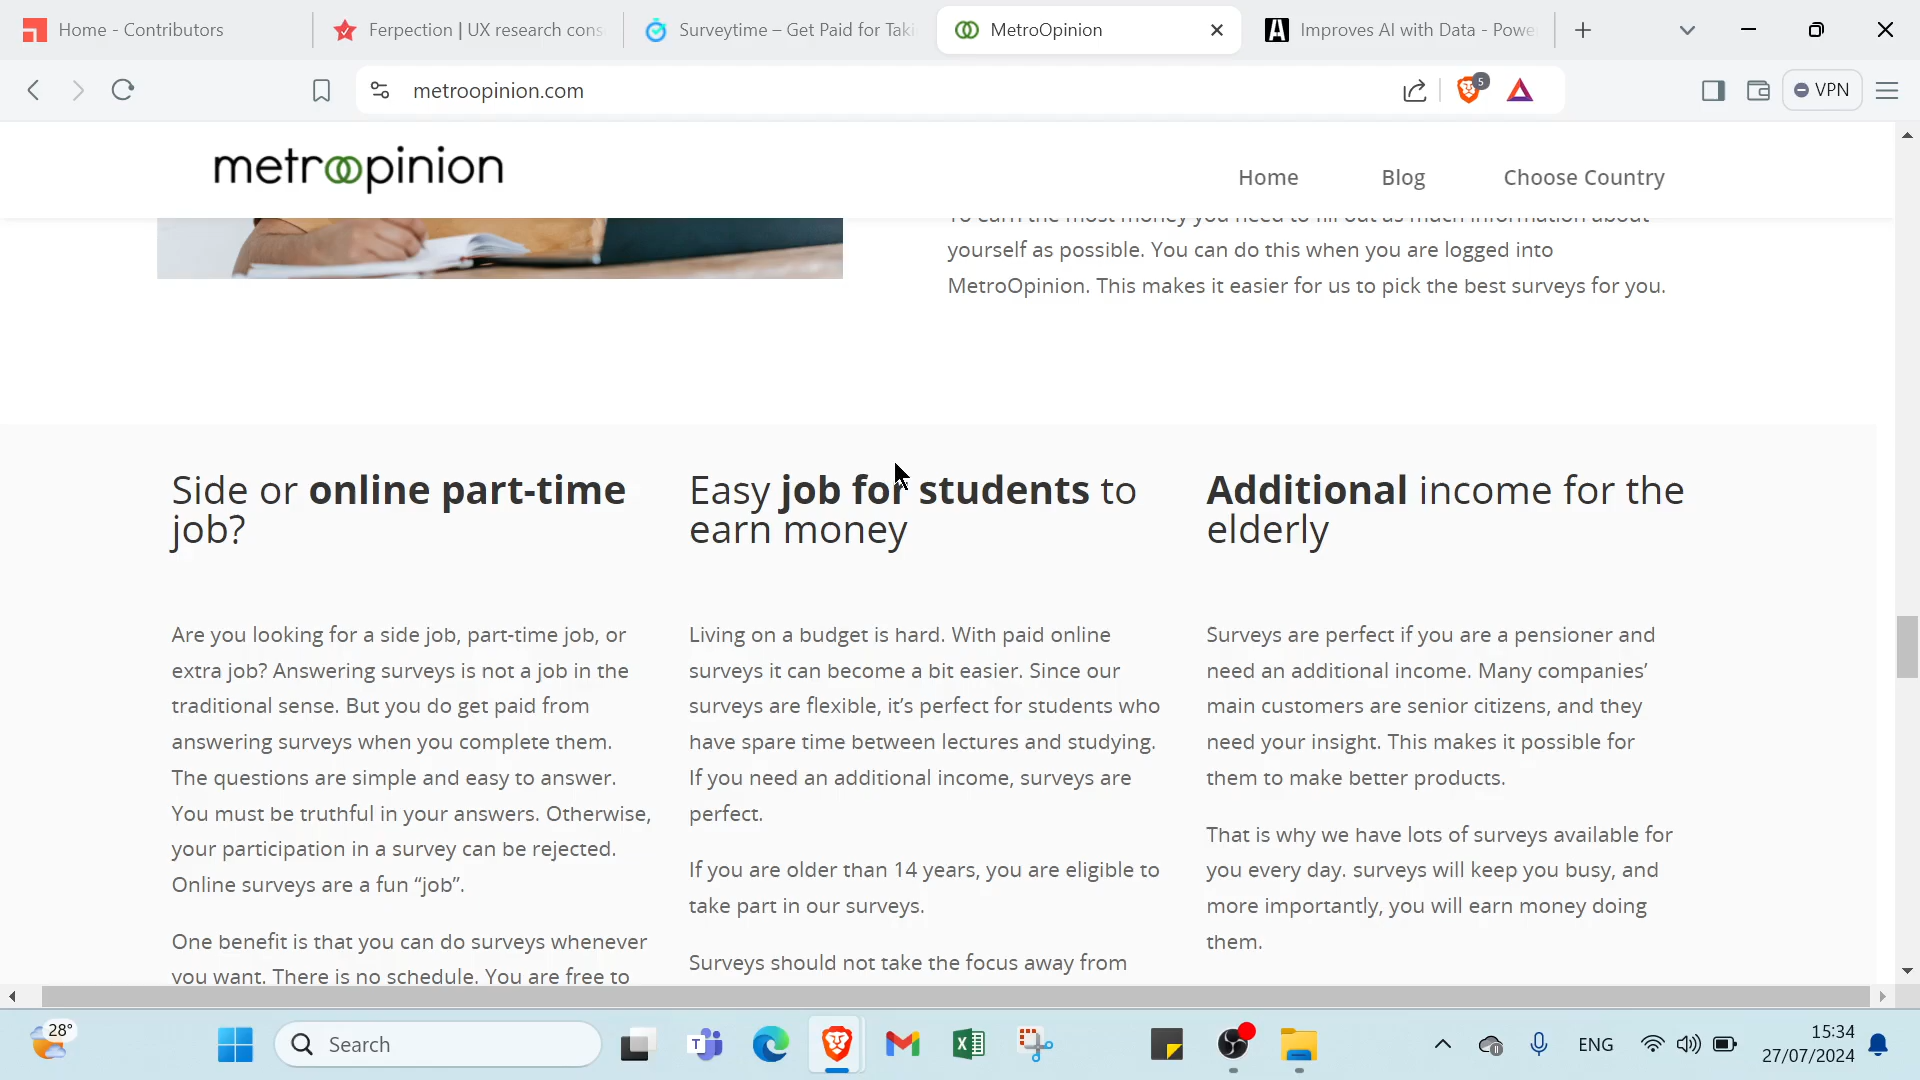 Home - Contributors
Ferpection | UX research cons
Surveytime – Get Paid for Taki
MetroOpinion
Improves AI with Data - Powe
metroopinion.com
5
VPN
metroopinion
Home
Blog
Choose Country
To earn the most money you need to fill out as much information about
yourself as possible. You can do this when you are logged into
MetroOpinion. This makes it easier for us to pick the best surveys for you.
Side or online part-time
job?
Are you looking for a side job, part-time job, or
extra job? Answering surveys is not a job in the
traditional sense. But you do get paid from
answering surveys when you complete them.
The questions are simple and easy to answer.
You must be truthful in your answers. Otherwise,
your participation in a survey can be rejected.
Online surveys are a fun “job”.
One benefit is that you can do surveys whenever
you want. There is no schedule. You are free to
Easy job for students to
earn money
Living on a budget is hard. With paid online
surveys it can become a bit easier. Since our
surveys are flexible, it’s perfect for students who
have spare time between lectures and studying.
If you need an additional income, surveys are
perfect.
If you are older than 14 years, you are eligible to
take part in our surveys.
Surveys should not take the focus away from
Additional income for the
elderly
Surveys are perfect if you are a pensioner and
need an additional income. Many companies’
main customers are senior citizens, and they
need your insight. This makes it possible for
them to make better products.
That is why we have lots of surveys available for
you every day. surveys will keep you busy, and
more importantly, you will earn money doing
them.
28°
Search
ENG
15:34
27/07/2024